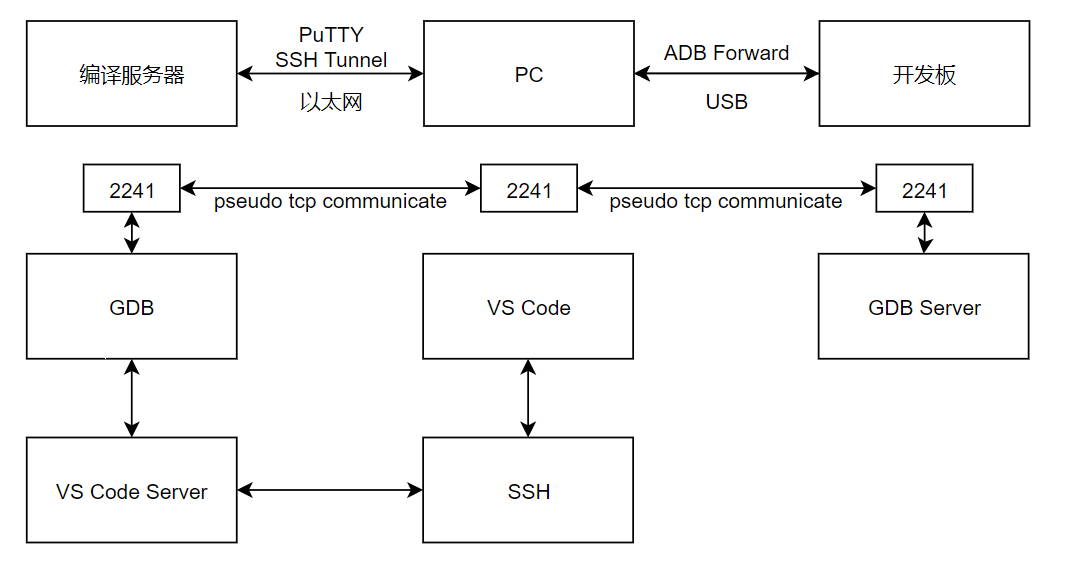 编译服务器
PuTTY
SSH Tunnel
以太网
PC
ADB Forward
USB
开发板
2241
pseudo tcp communicate
2241
pseudo tcp communicate
2241
GDB
VS Code
GDB Server
VS Code Server
SSH